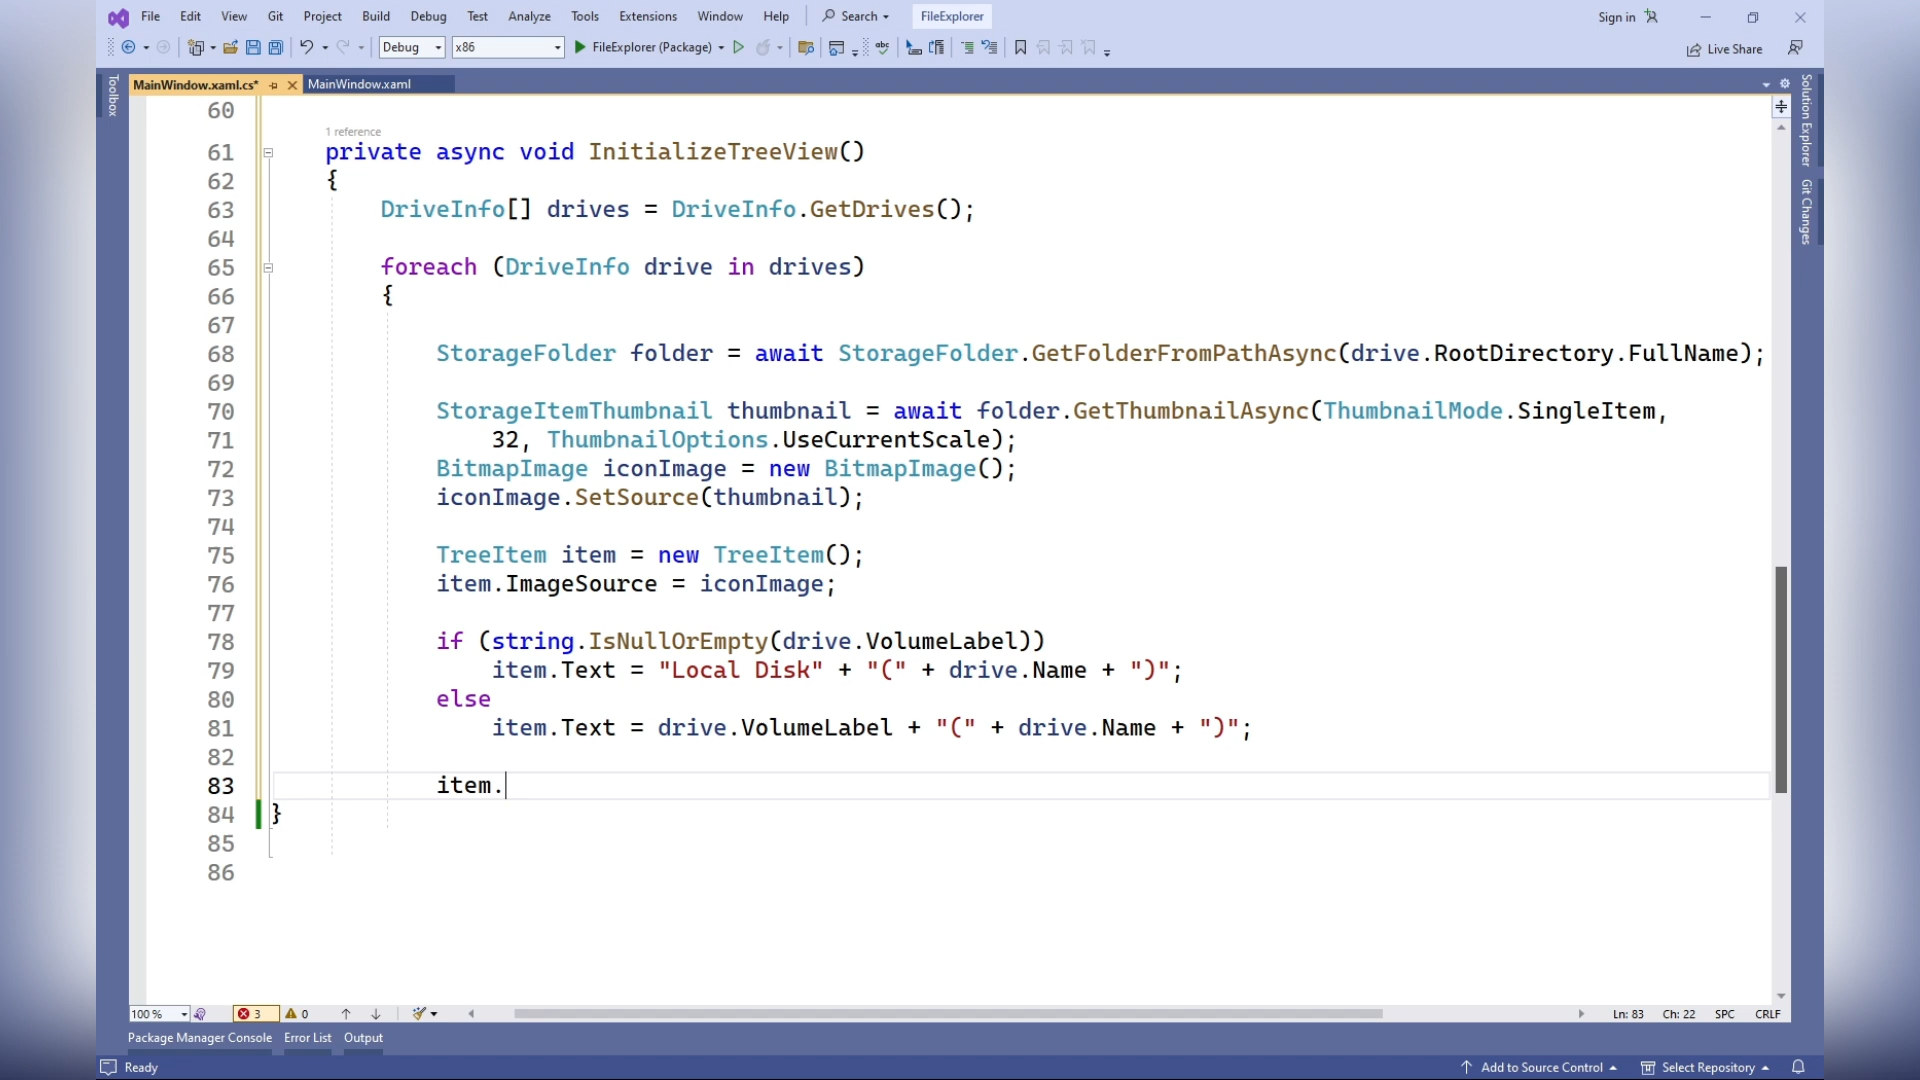 File Edit View Git Project Build Debug Test Analyze Tools Extensions Window Help Search FileExplorer Sign in
Debug x86 FileExplorer (Package) abc Live Share
MainWindow.xaml.cs* MainWindow.xaml
Toolbox
Solution Explorer
Git Changes
60
1 reference
61 private async void InitializeTreeView()
62 {
63 DriveInfo[] drives = DriveInfo.GetDrives();
64
65 foreach (DriveInfo drive in drives)
66 {
67
68 StorageFolder folder = await StorageFolder.GetFolderFromPathAsync(drive.RootDirectory.FullName);
69
70 StorageItemThumbnail thumbnail = await folder.GetThumbnailAsync(ThumbnailMode.SingleItem,
71 32, ThumbnailOptions.UseCurrentScale);
72 BitmapImage iconImage = new BitmapImage();
73 iconImage.SetSource(thumbnail);
74
75 TreeItem item = new TreeItem();
76 item.ImageSource = iconImage;
77
78 if (string.IsNullOrEmpty(drive.VolumeLabel))
79 item.Text = "Local Disk" + "(" + drive.Name + ")";
80 else
81 item.Text = drive.VolumeLabel + "(" + drive.Name + ")";
82
83 item.
84 }
85
86
100 % 3 0 Ln: 83 Ch: 22 SPC CRLF
Package Manager Console Error List Output
Ready Add to Source Control Select Repository